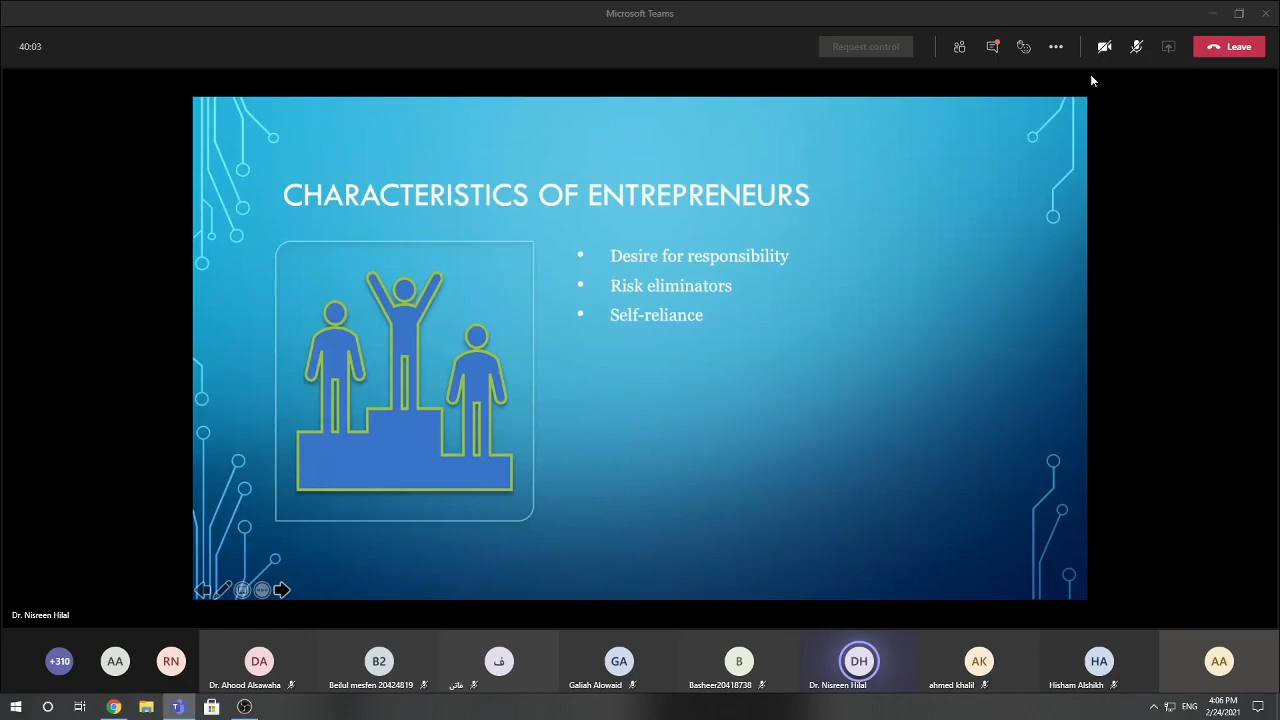 Microsoft Teams
40:03
Request control
Leave
CHARACTERISTICS OF ENTREPRENEURS
• Desire for responsibility
• Risk eliminators
• Self-reliance
Dr. Nisreen Hilal
+310
AA
RN
DA
B2
ف
GA
B
DH
AK
HA
AA
Dr. Ahood Alsawaha
Beilul mesfen 20424819
فاتن
Galiah Alowaid
Basheer20418738
Dr. Nisreen Hilal
ahmed khalil
Hisham Alshikh
ENG
4:06 PM
2/24/2021